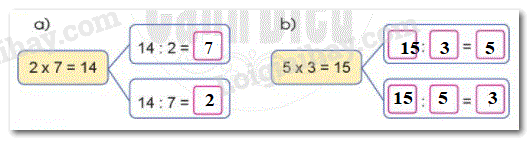 a)
14 : 2 = 7
2 x 7 = 14
14 : 7 = 2
b)
15 : 3 = 5
5 x 3 = 15
15 : 5 = 3